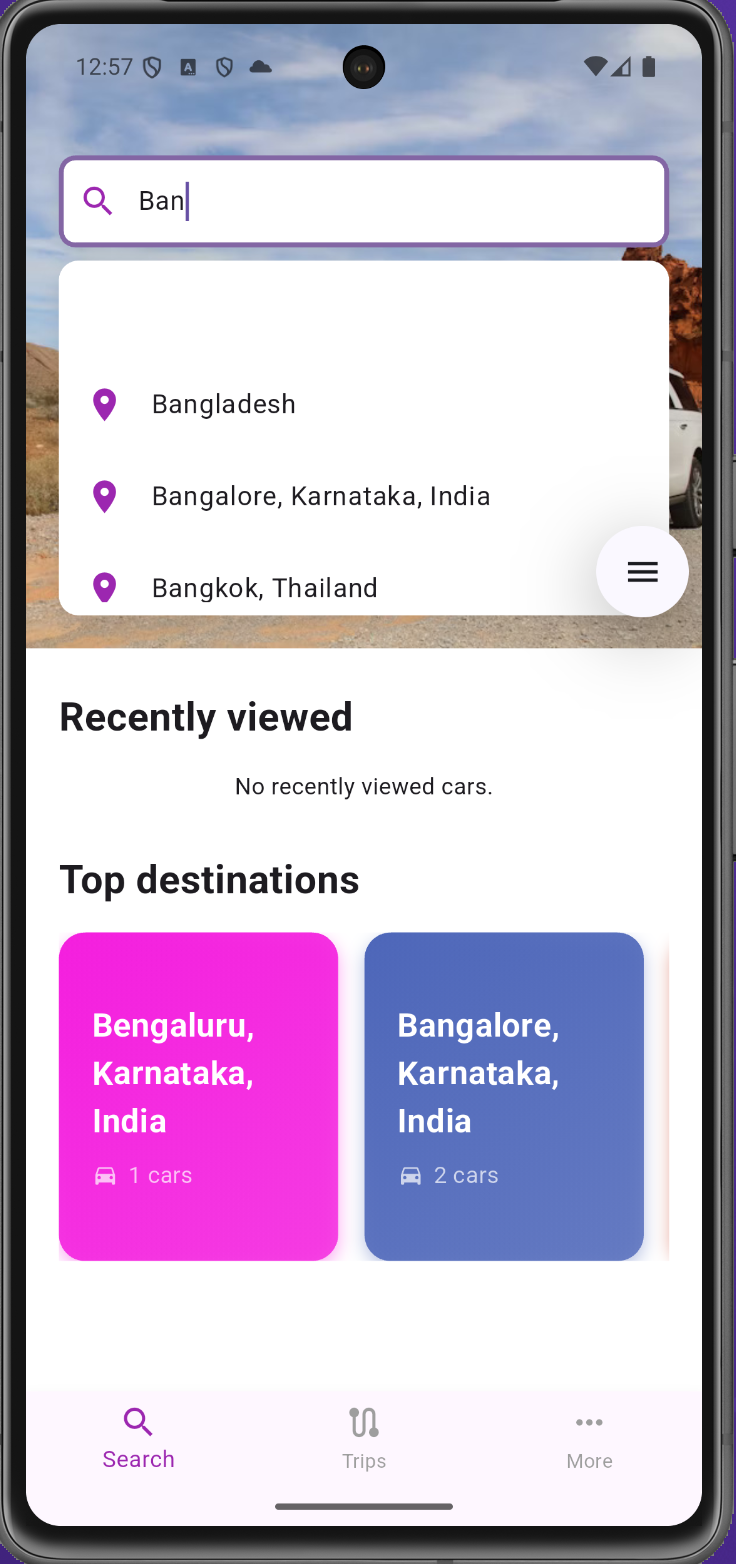 12:57
Ban
Bangladesh
Bangalore, Karnataka, India
Bangkok, Thailand
Recently viewed
No recently viewed cars.
Top destinations
Bengaluru,
Karnataka,
India
1 cars
Bangalore,
Karnataka,
India
2 cars
Search
Trips
More